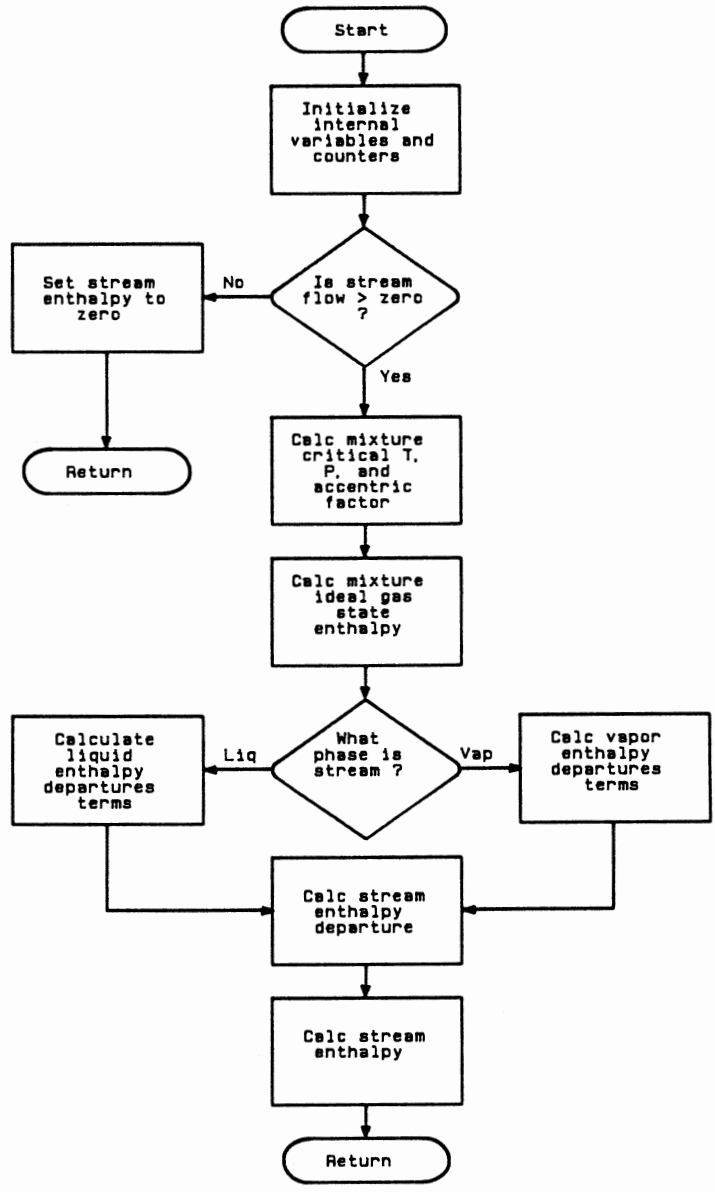 Start
Initialize
internal
variables and
counters
Is stream
flow > zero
?
No
Set stream
enthalpy to
zero
Return
Yes
Calc mixture
critical T,
P, and
accentric
factor
Calc mixture
ideal gas
state
enthalpy
What
phase is
stream ?
Liq
Calculate
liquid
enthalpy
departures
terms
Vap
Calc vapor
enthalpy
departures
terms
Calc stream
enthalpy
departure
Calc stream
enthalpy
Return